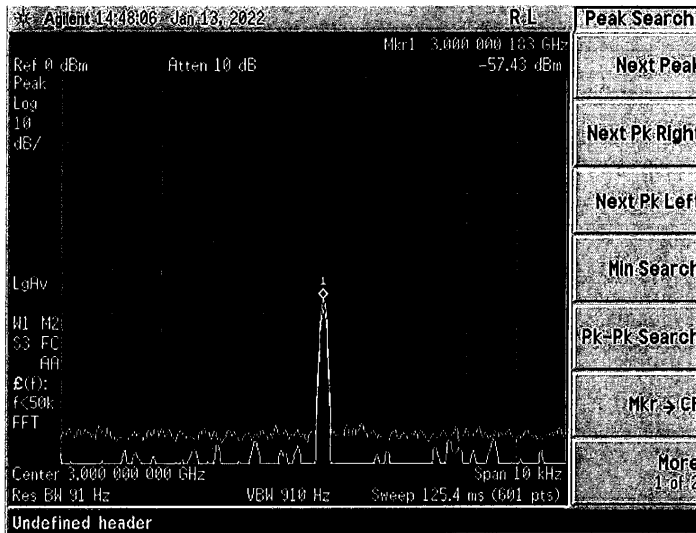 Agilent 14:48:06 Jan 13, 2022 R L
Peak Search
Mkr1 3.000 000 183 GHz
Ref 0 dBm Atten 10 dB -57.43 dBm
Peak
Log
10
dB/
1
LgAv
W1 M2
S3 FC
AA
£(f):
f<50k
FFT
Center 3.000 000 000 GHz Span 10 kHz
Res BW 91 Hz VBW 910 Hz Sweep 125.4 ms (601 pts)
Undefined header
Next Peak
Next Pk Right
Next Pk Left
Min Search
Pk-Pk Search
Mkr → CF
More
1 of 2